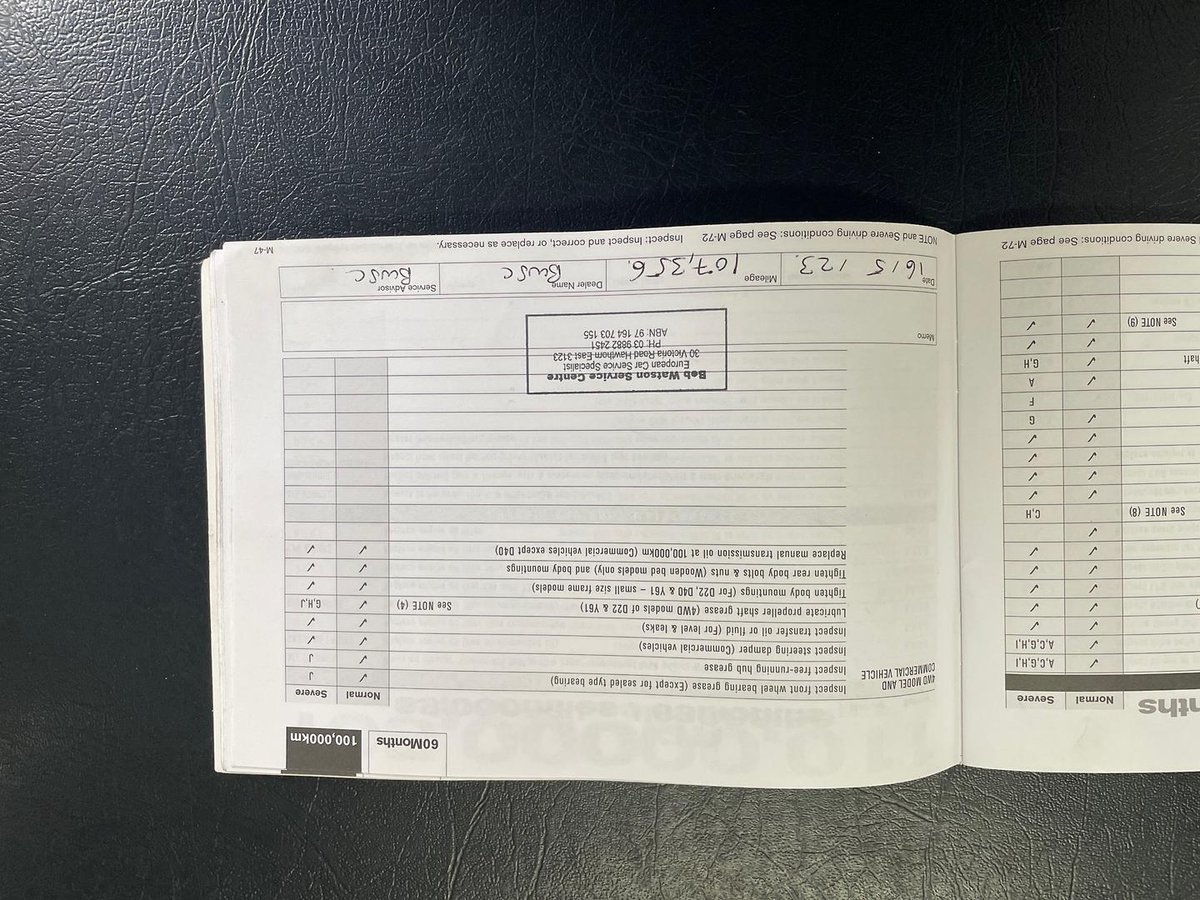 nths
Normal Severe
✓ A,C,G,H,I
✓ A,C,G,H,I
✓ ✓
) ✓ ✓
✓ ✓
✓ ✓
✓ ✓
✓
See NOTE (8) C,H
✓ ✓
✓ ✓
✓ ✓
✓ ✓
✓ G
F
✓ A
haft ✓ G,H
✓ ✓
See NOTE (9) ✓ ✓
Severe driving conditions: See page M-72
60Months 100,000km
Normal Severe
4WD MODEL AND
COMMERCIAL VEHICLE
Inspect front wheel bearing grease (Except for sealed type bearing) ✓ J
Inspect free-running hub grease ✓ J
Inspect steering damper (Commercial vehicles) ✓ ✓
Inspect transfer oil or fluid (For level & leaks) ✓ ✓
Lubricate propeller shaft grease (4WD models of D22 & Y61) See NOTE (4) ✓ G,H,J
Tighten body mountings (For D22, D40 & Y61 – small size frame models) ✓ ✓
Tighten rear body bolts & nuts (Wooden bed models only) and body mountings ✓ ✓
Replace manual transmission oil at 100,000km (Commercial vehicles except D40) ✓ ✓
Bob Watson Service Centre
European Car Service Specialist
30 Victoria Road Hawthorn East 3123
PH: 03 9882 2451
ABN: 97 164 703 155
Memo
Date 16/5/23. Mileage 107,356. Dealer Name BWSC Service Advisor BWSC
NOTE and Severe driving conditions: See page M-72 Inspect: Inspect and correct, or replace as necessary.
M-47